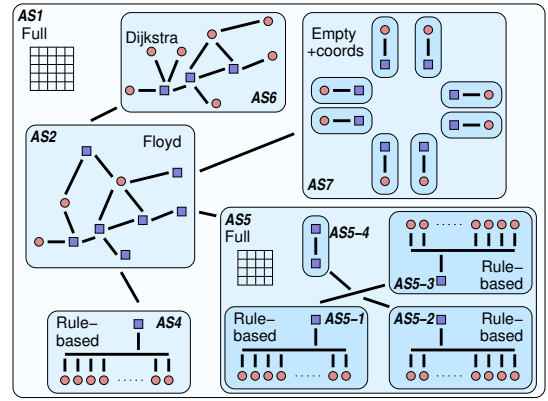 AS1
Full
Dijkstra
AS6
Empty
+coords
AS7
AS2
Floyd
AS5
Full
AS5−4
AS5−3
Rule−
based
AS4
Rule−
based
AS5−1
Rule−
based
AS5−2
Rule−
based